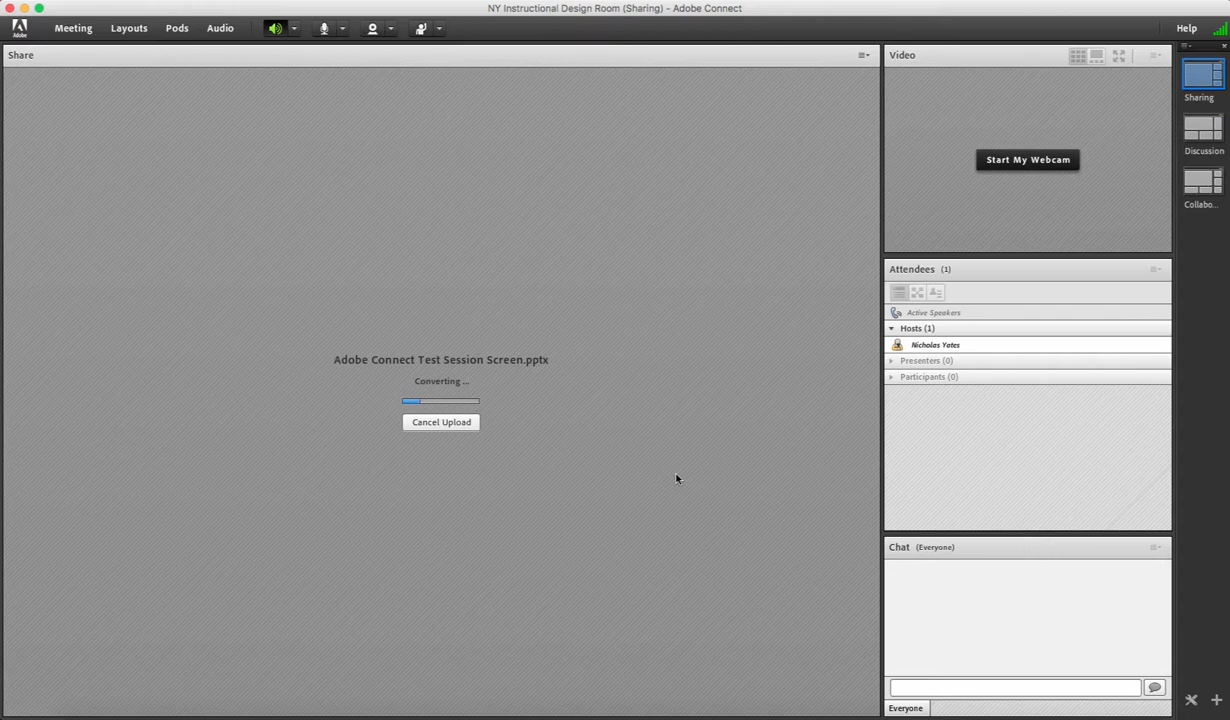 NY Instructional Design Room (Sharing) - Adobe Connect
Adobe
Meeting
Layouts
Pods
Audio
Help
Share
Video
Sharing
Discussion
Collabo...
Start My Webcam
Adobe Connect Test Session Screen.pptx
Converting ...
Cancel Upload
Attendees (1)
Active Speakers
Hosts (1)
Nicholas Yates
Presenters (0)
Participants (0)
Chat (Everyone)
Everyone